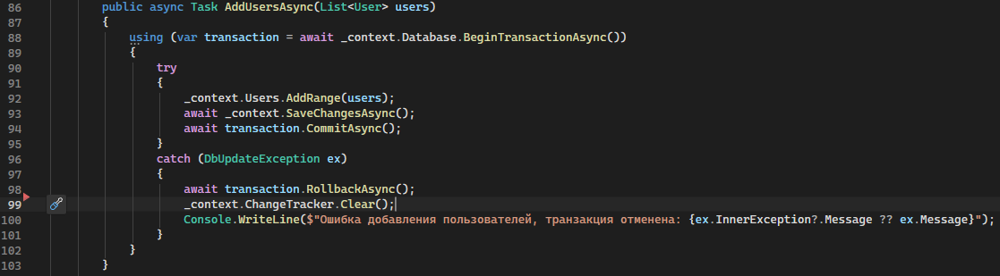 86 public async Task AddUsersAsync(List<User> users)
87 {
88 using (var transaction = await _context.Database.BeginTransactionAsync())
89 {
90 try
91 {
92 _context.Users.AddRange(users);
93 await _context.SaveChangesAsync();
94 await transaction.CommitAsync();
95 }
96 catch (DbUpdateException ex)
97 {
98 await transaction.RollbackAsync();
99 _context.ChangeTracker.Clear();
100 Console.WriteLine($"Ошибка добавления пользователей, транзакция отменена: {ex.InnerException?.Message ?? ex.Message}");
101 }
102 }
103 }